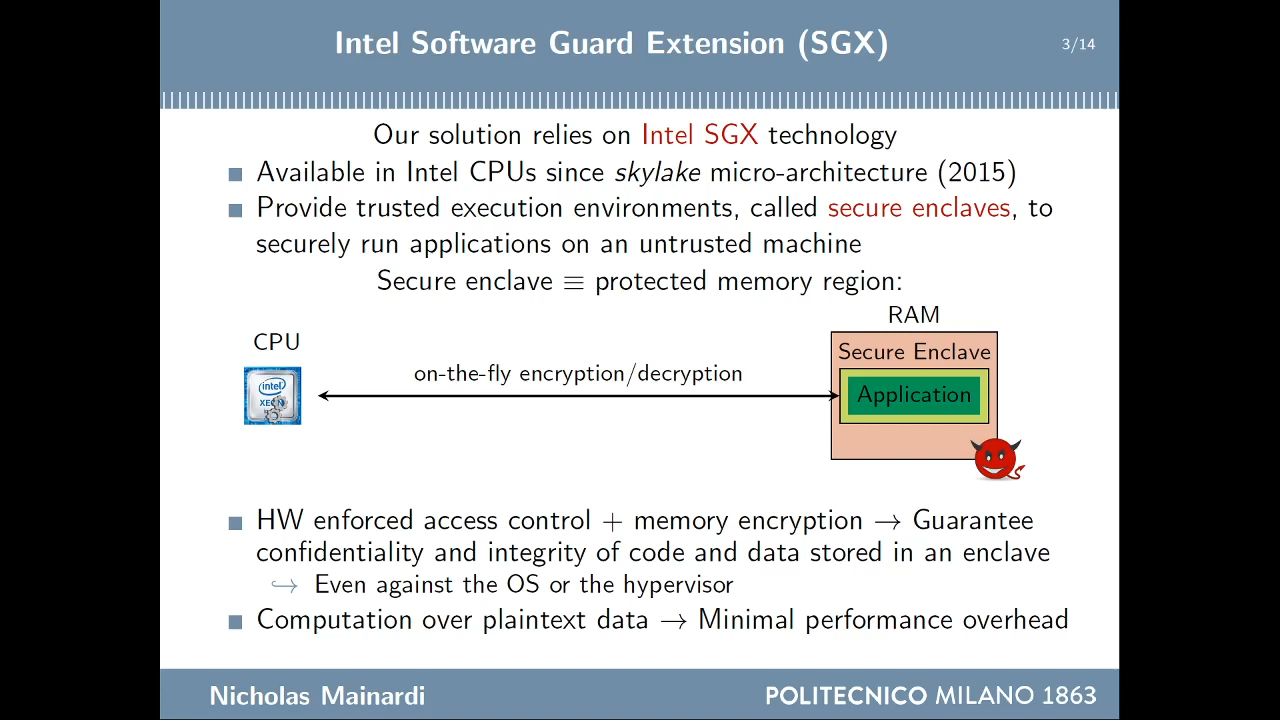 Intel Software Guard Extension (SGX)
3/14
Our solution relies on Intel SGX technology
Available in Intel CPUs since skylake micro-architecture (2015)
Provide trusted execution environments, called secure enclaves, to
securely run applications on an untrusted machine
Secure enclave ≡ protected memory region:
RAM
CPU
Secure Enclave
on-the-fly encryption/decryption
intel
XEON
Application
HW enforced access control + memory encryption → Guarantee
confidentiality and integrity of code and data stored in an enclave
↪ Even against the OS or the hypervisor
Computation over plaintext data → Minimal performance overhead
Nicholas Mainardi
POLITECNICO MILANO 1863